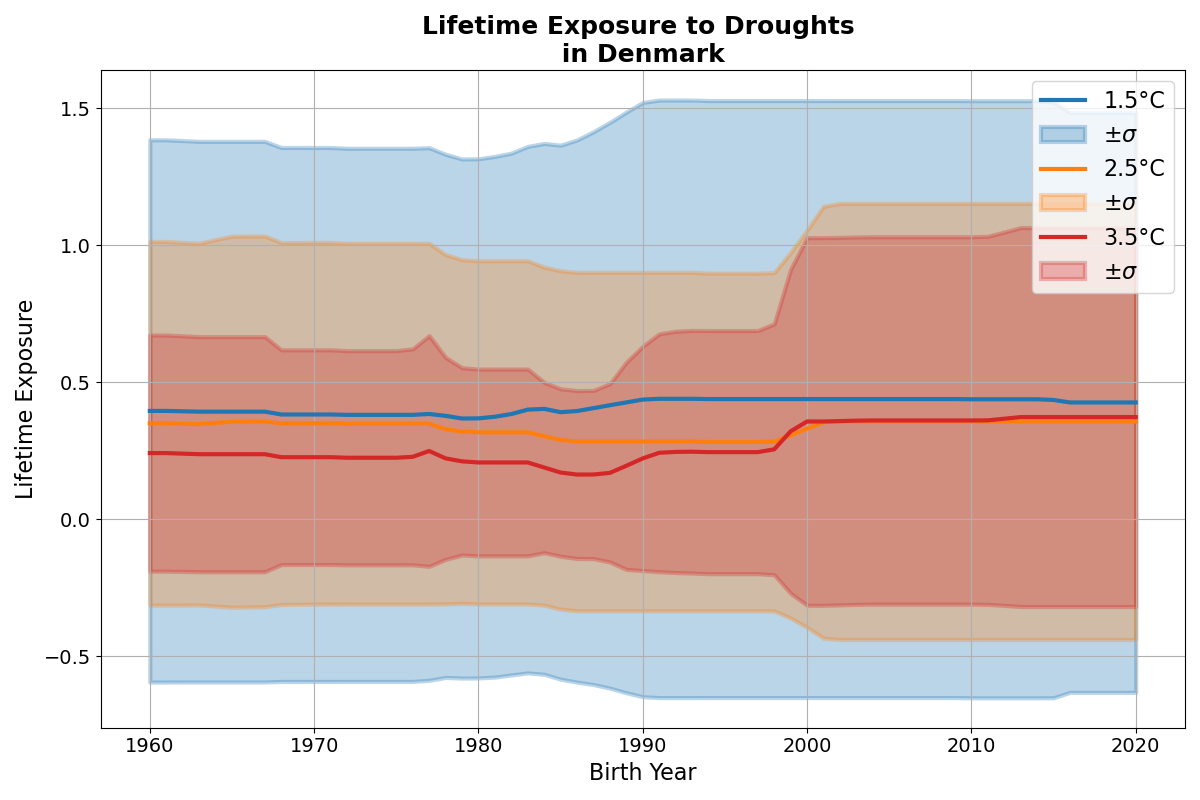 Lifetime Exposure to Droughts
in Denmark
Lifetime Exposure
1.5
1.0
0.5
0.0
−0.5
1960
1970
1980
1990
2000
2010
2020
Birth Year
1.5°C
±σ
2.5°C
±σ
3.5°C
±σ